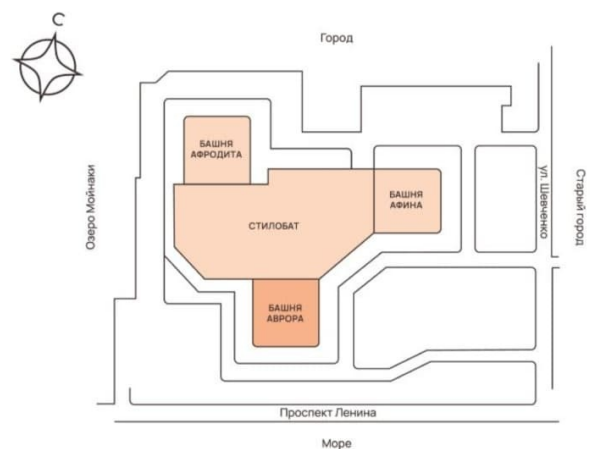 С
Город
БАШНЯ
АФРОДИТА
БАШНЯ
АФИНА
СТИЛОБАТ
БАШНЯ
АВРОРА
Озеро Мойнаки
ул. Шевченко
Старый город
Проспект Ленина
Море